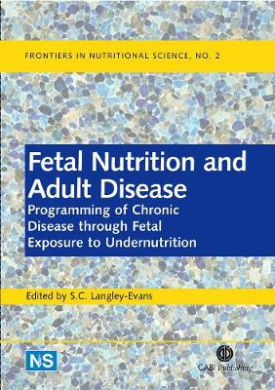 FRONTIERS IN NUTRITIONAL SCIENCE, NO. 2
Fetal Nutrition and
Adult Disease
Programming of Chronic
Disease through Fetal
Exposure to Undernutrition
Edited by S.C. Langley-Evans
NS
CABI Publishing